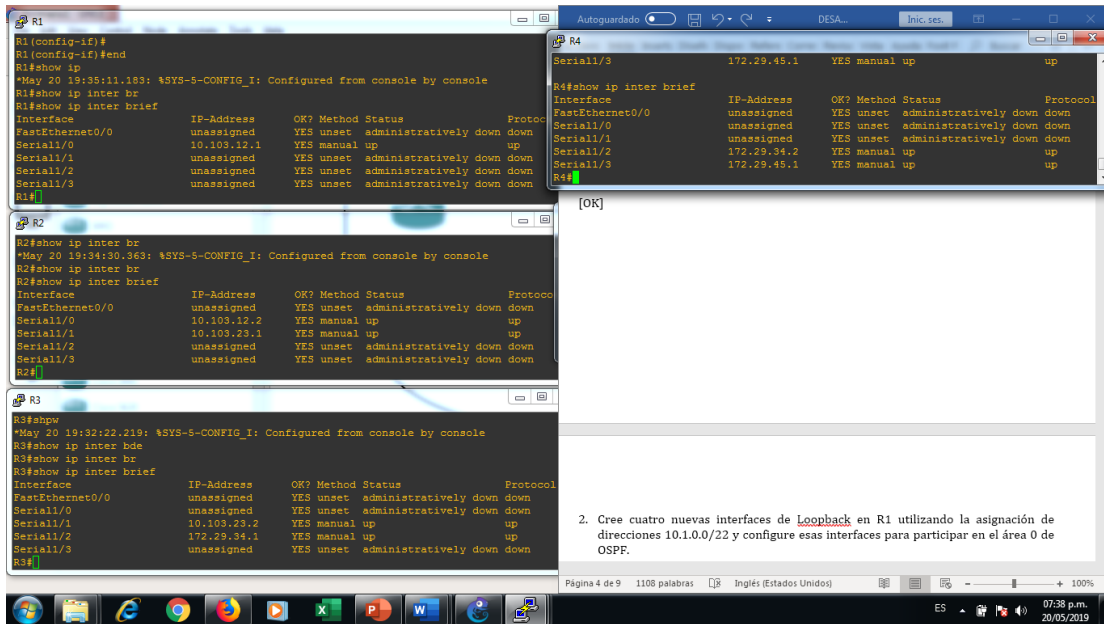 R1
R1(config-if)#
R1(config-if)#end
R1#show ip
*May 20 19:35:11.183: %SYS-5-CONFIG_I: Configured from console by console
R1#show ip inter br
R1#show ip inter brief
Interface IP-Address OK? Method Status Protoc
FastEthernet0/0 unassigned YES unset administratively down down
Serial1/0 10.103.12.1 YES manual up up
Serial1/1 unassigned YES unset administratively down down
Serial1/2 unassigned YES unset administratively down down
Serial1/3 unassigned YES unset administratively down down
R1#
R2
R2#show ip inter br
*May 20 19:34:30.363: %SYS-5-CONFIG_I: Configured from console by console
R2#show ip inter br
R2#show ip inter brief
Interface IP-Address OK? Method Status Protoco
FastEthernet0/0 unassigned YES unset administratively down down
Serial1/0 10.103.12.2 YES manual up up
Serial1/1 10.103.23.1 YES manual up up
Serial1/2 unassigned YES unset administratively down down
Serial1/3 unassigned YES unset administratively down down
R2#
R3
R3#shpw
*May 20 19:32:22.219: %SYS-5-CONFIG_I: Configured from console by console
R3#show ip inter bde
R3#show ip inter br
R3#show ip inter brief
Interface IP-Address OK? Method Status Protocol
FastEthernet0/0 unassigned YES unset administratively down down
Serial1/0 unassigned YES unset administratively down down
Serial1/1 10.103.23.2 YES manual up up
Serial1/2 172.29.34.1 YES manual up up
Serial1/3 unassigned YES unset administratively down down
R3#
Autoguardado DESA... Inic. ses.
R4
Serial1/3 172.29.45.1 YES manual up up
R4#show ip inter brief
Interface IP-Address OK? Method Status Protocol
FastEthernet0/0 unassigned YES unset administratively down down
Serial1/0 unassigned YES unset administratively down down
Serial1/1 unassigned YES unset administratively down down
Serial1/2 172.29.34.2 YES manual up up
Serial1/3 172.29.45.1 YES manual up up
R4#
[OK]
2. Cree cuatro nuevas interfaces de Loopback en R1 utilizando la asignación de
direcciones 10.1.0.0/22 y configure esas interfaces para participar en el área 0 de
OSPF.
Página 4 de 9 1108 palabras Inglés (Estados Unidos) 100%
ES 07:38 p.m.
20/05/2019